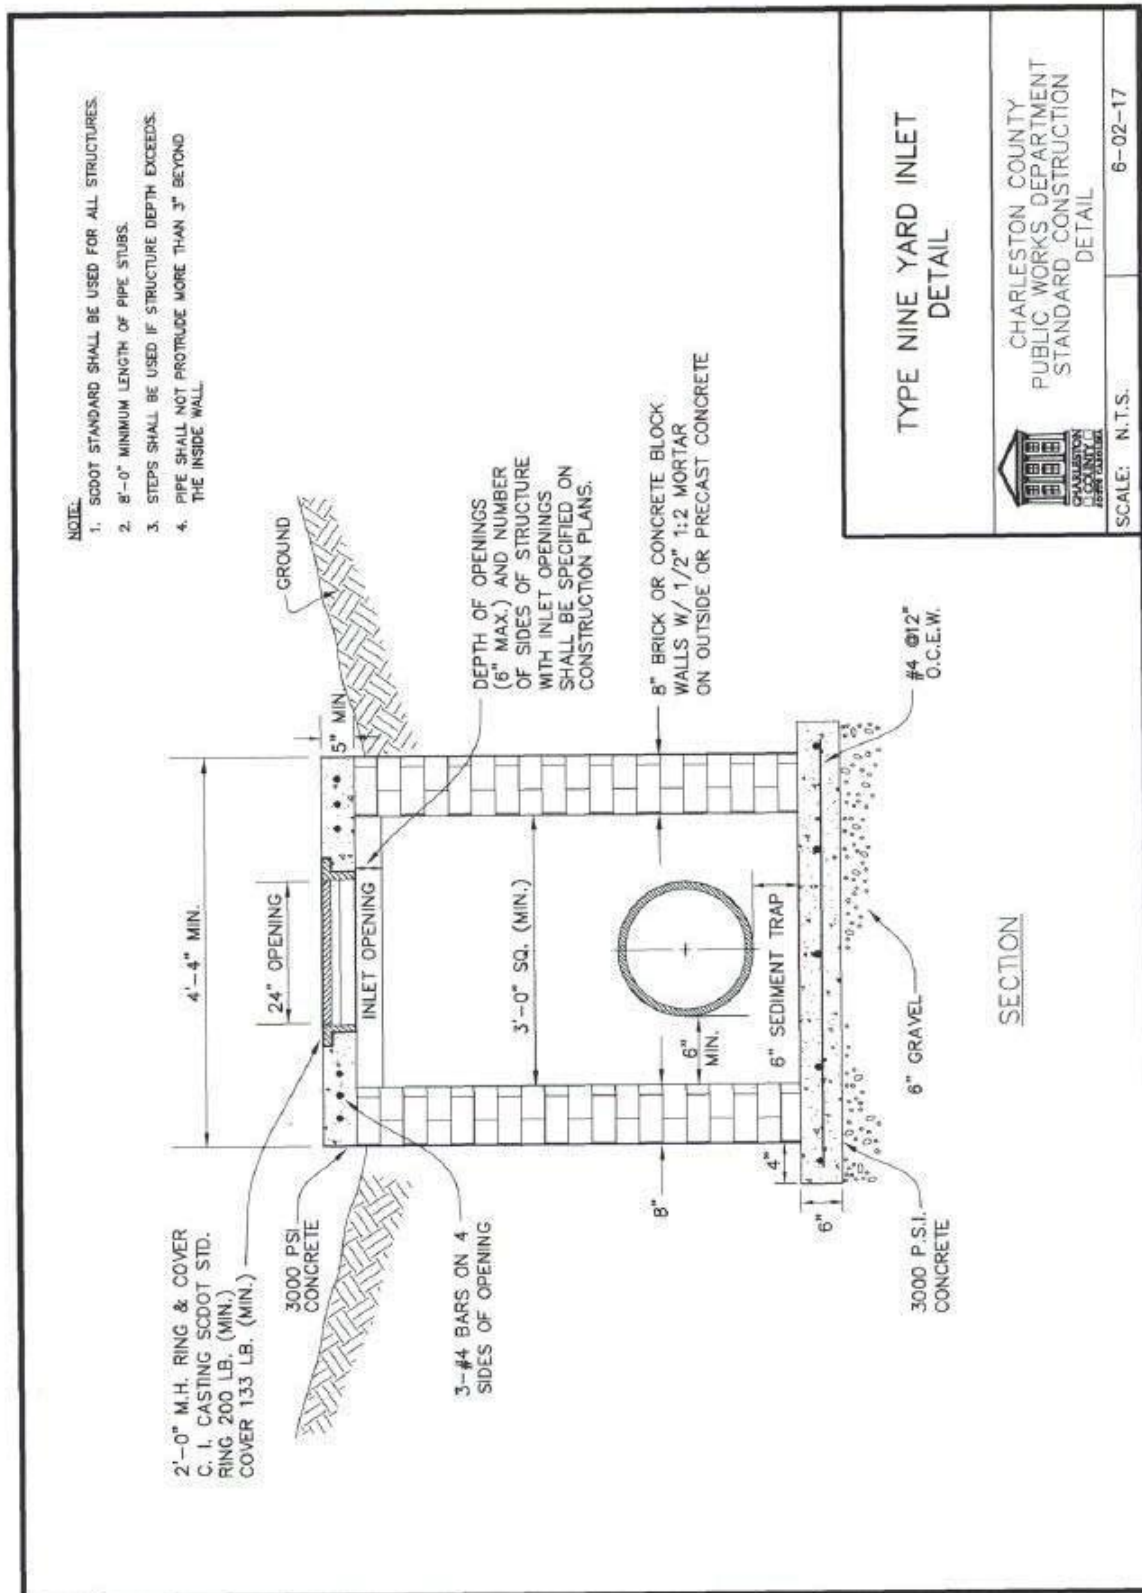 NOTE:
1. SCDOT STANDARD SHALL BE USED FOR ALL STRUCTURES.
2. 8'-0" MINIMUM LENGTH OF PIPE STUBS.
3. STEPS SHALL BE USED IF STRUCTURE DEPTH EXCEEDS.
4. PIPE SHALL NOT PROTRUDE MORE THAN 3" BEYOND
THE INSIDE WALL.
2'-0" M.H. RING & COVER
C. I. CASTING SCDOT STD.
RING 200 LB. (MIN.)
COVER 133 LB. (MIN.)
4'-4" MIN.
24" OPENING
GROUND
3000 PSI
CONCRETE
5" MIN
INLET OPENING
3-#4 BARS ON 4
SIDES OF OPENING
DEPTH OF OPENINGS
(6" MAX.) AND NUMBER
OF SIDES OF STRUCTURE
WITH INLET OPENINGS
SHALL BE SPECIFIED ON
CONSTRUCTION PLANS.
3'-0" SQ. (MIN.)
8"
8" BRICK OR CONCRETE BLOCK
WALLS W/ 1/2" 1:2 MORTAR
ON OUTSIDE OR PRECAST CONCRETE
6"
MIN.
6" SEDIMENT TRAP
4"
6"
3000 P.S.I.
CONCRETE
6" GRAVEL
#4 @12"
O.C.E.W.
SECTION
TYPE NINE YARD INLET
DETAIL
CHARLESTON
COUNTY
SOUTH CAROLINA
CHARLESTON COUNTY
PUBLIC WORKS DEPARTMENT
STANDARD CONSTRUCTION
DETAIL
SCALE: N.T.S.
6-02-17